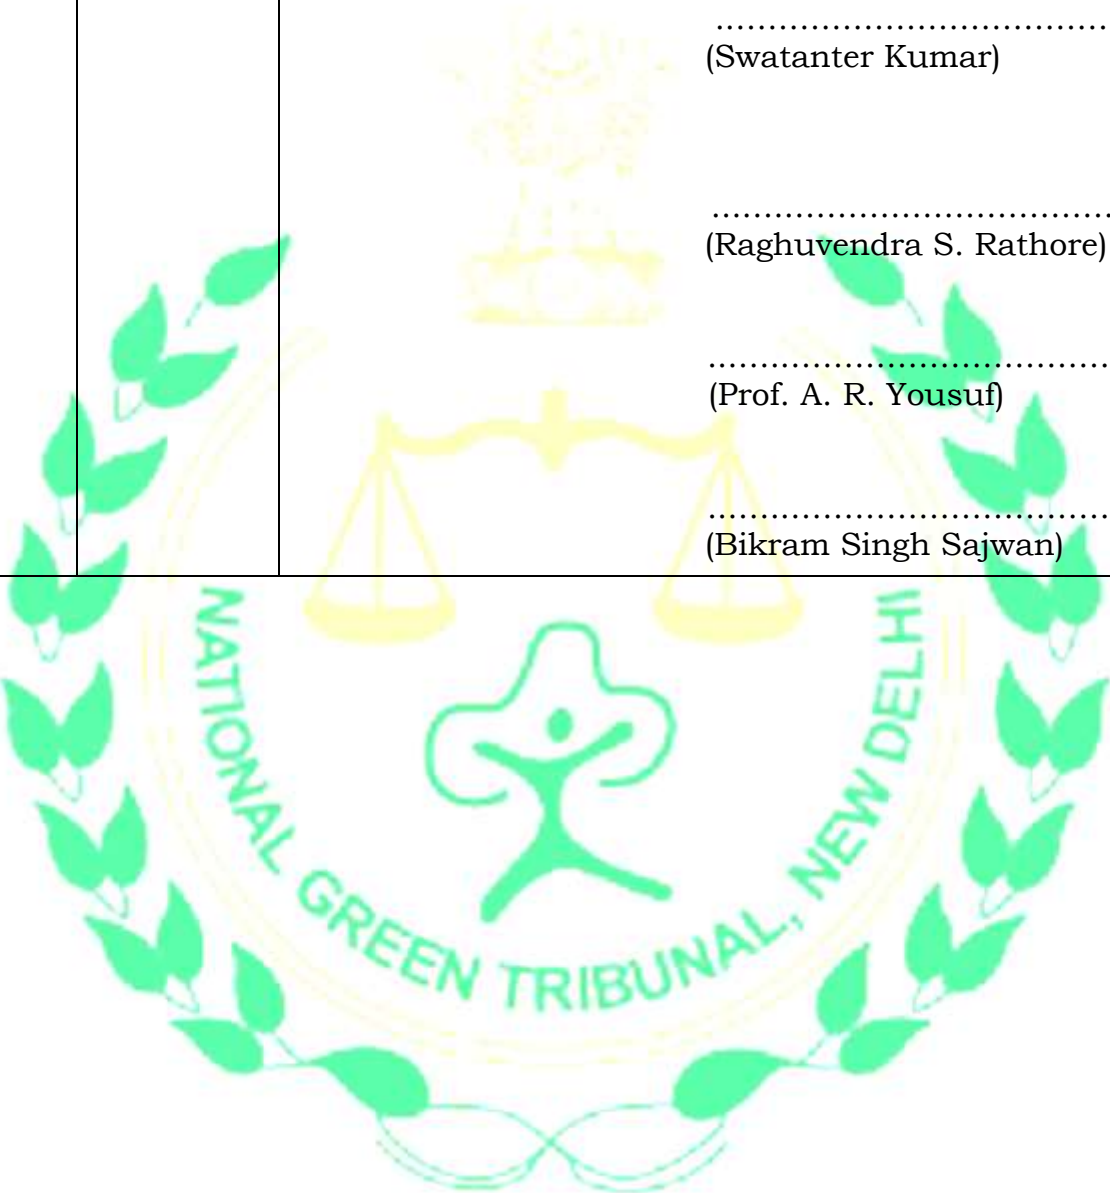 .......................................
(Swatanter Kumar)
.......................................
(Raghuvendra S. Rathore)
.......................................
(Prof. A. R. Yousuf)
.......................................
(Bikram Singh Sajwan)
NATIONAL GREEN TRIBUNAL, NEW DELHI